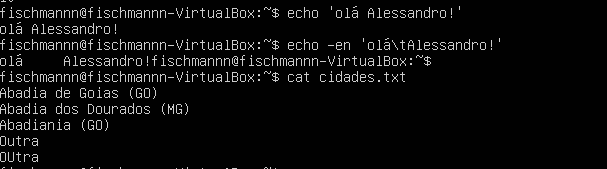 fischmannn@fischmannn-VirtualBox:~$ echo 'olá Alessandro!'
olá Alessandro!
fischmannn@fischmannn-VirtualBox:~$ echo -en 'olá\tAlessandro!'
olá     Alessandro!fischmannn@fischmannn-VirtualBox:~$
fischmannn@fischmannn-VirtualBox:~$ cat cidades.txt
Abadia de Goias (GO)
Abadia dos Dourados (MG)
Abadiania (GO)
Outra
OUtra